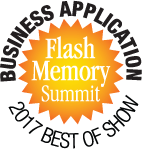 BUSINESS APPLICATION
Flash
Memory
Summit
2017 BEST OF SHOW